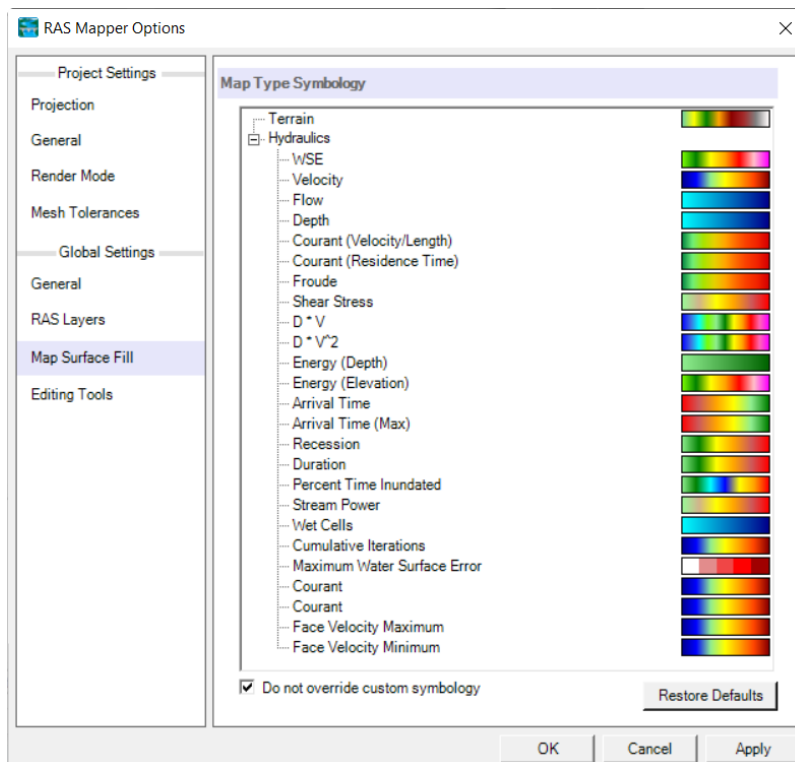 RAS Mapper Options
Project Settings
Projection
General
Render Mode
Mesh Tolerances
Global Settings
General
RAS Layers
Map Surface Fill
Editing Tools
Map Type Symbology
Terrain
Hydraulics
WSE
Velocity
Flow
Depth
Courant (Velocity/Length)
Courant (Residence Time)
Froude
Shear Stress
D * V
D * V^2
Energy (Depth)
Energy (Elevation)
Arrival Time
Arrival Time (Max)
Recession
Duration
Percent Time Inundated
Stream Power
Wet Cells
Cumulative Iterations
Maximum Water Surface Error
Courant
Courant
Face Velocity Maximum
Face Velocity Minimum
Do not override custom symbology
Restore Defaults
OK Cancel Apply